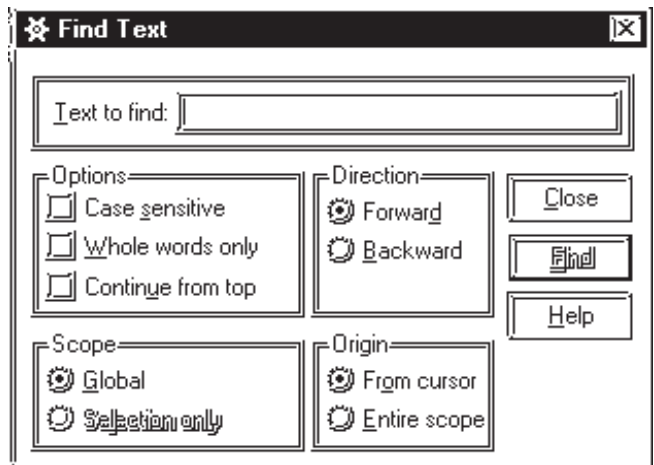 Find Text
Text to find:
Options
Case sensitive
Whole words only
Continue from top
Direction
Forward
Backward
Close
Find
Help
Scope
Global
Selection only
Origin
From cursor
Entire scope